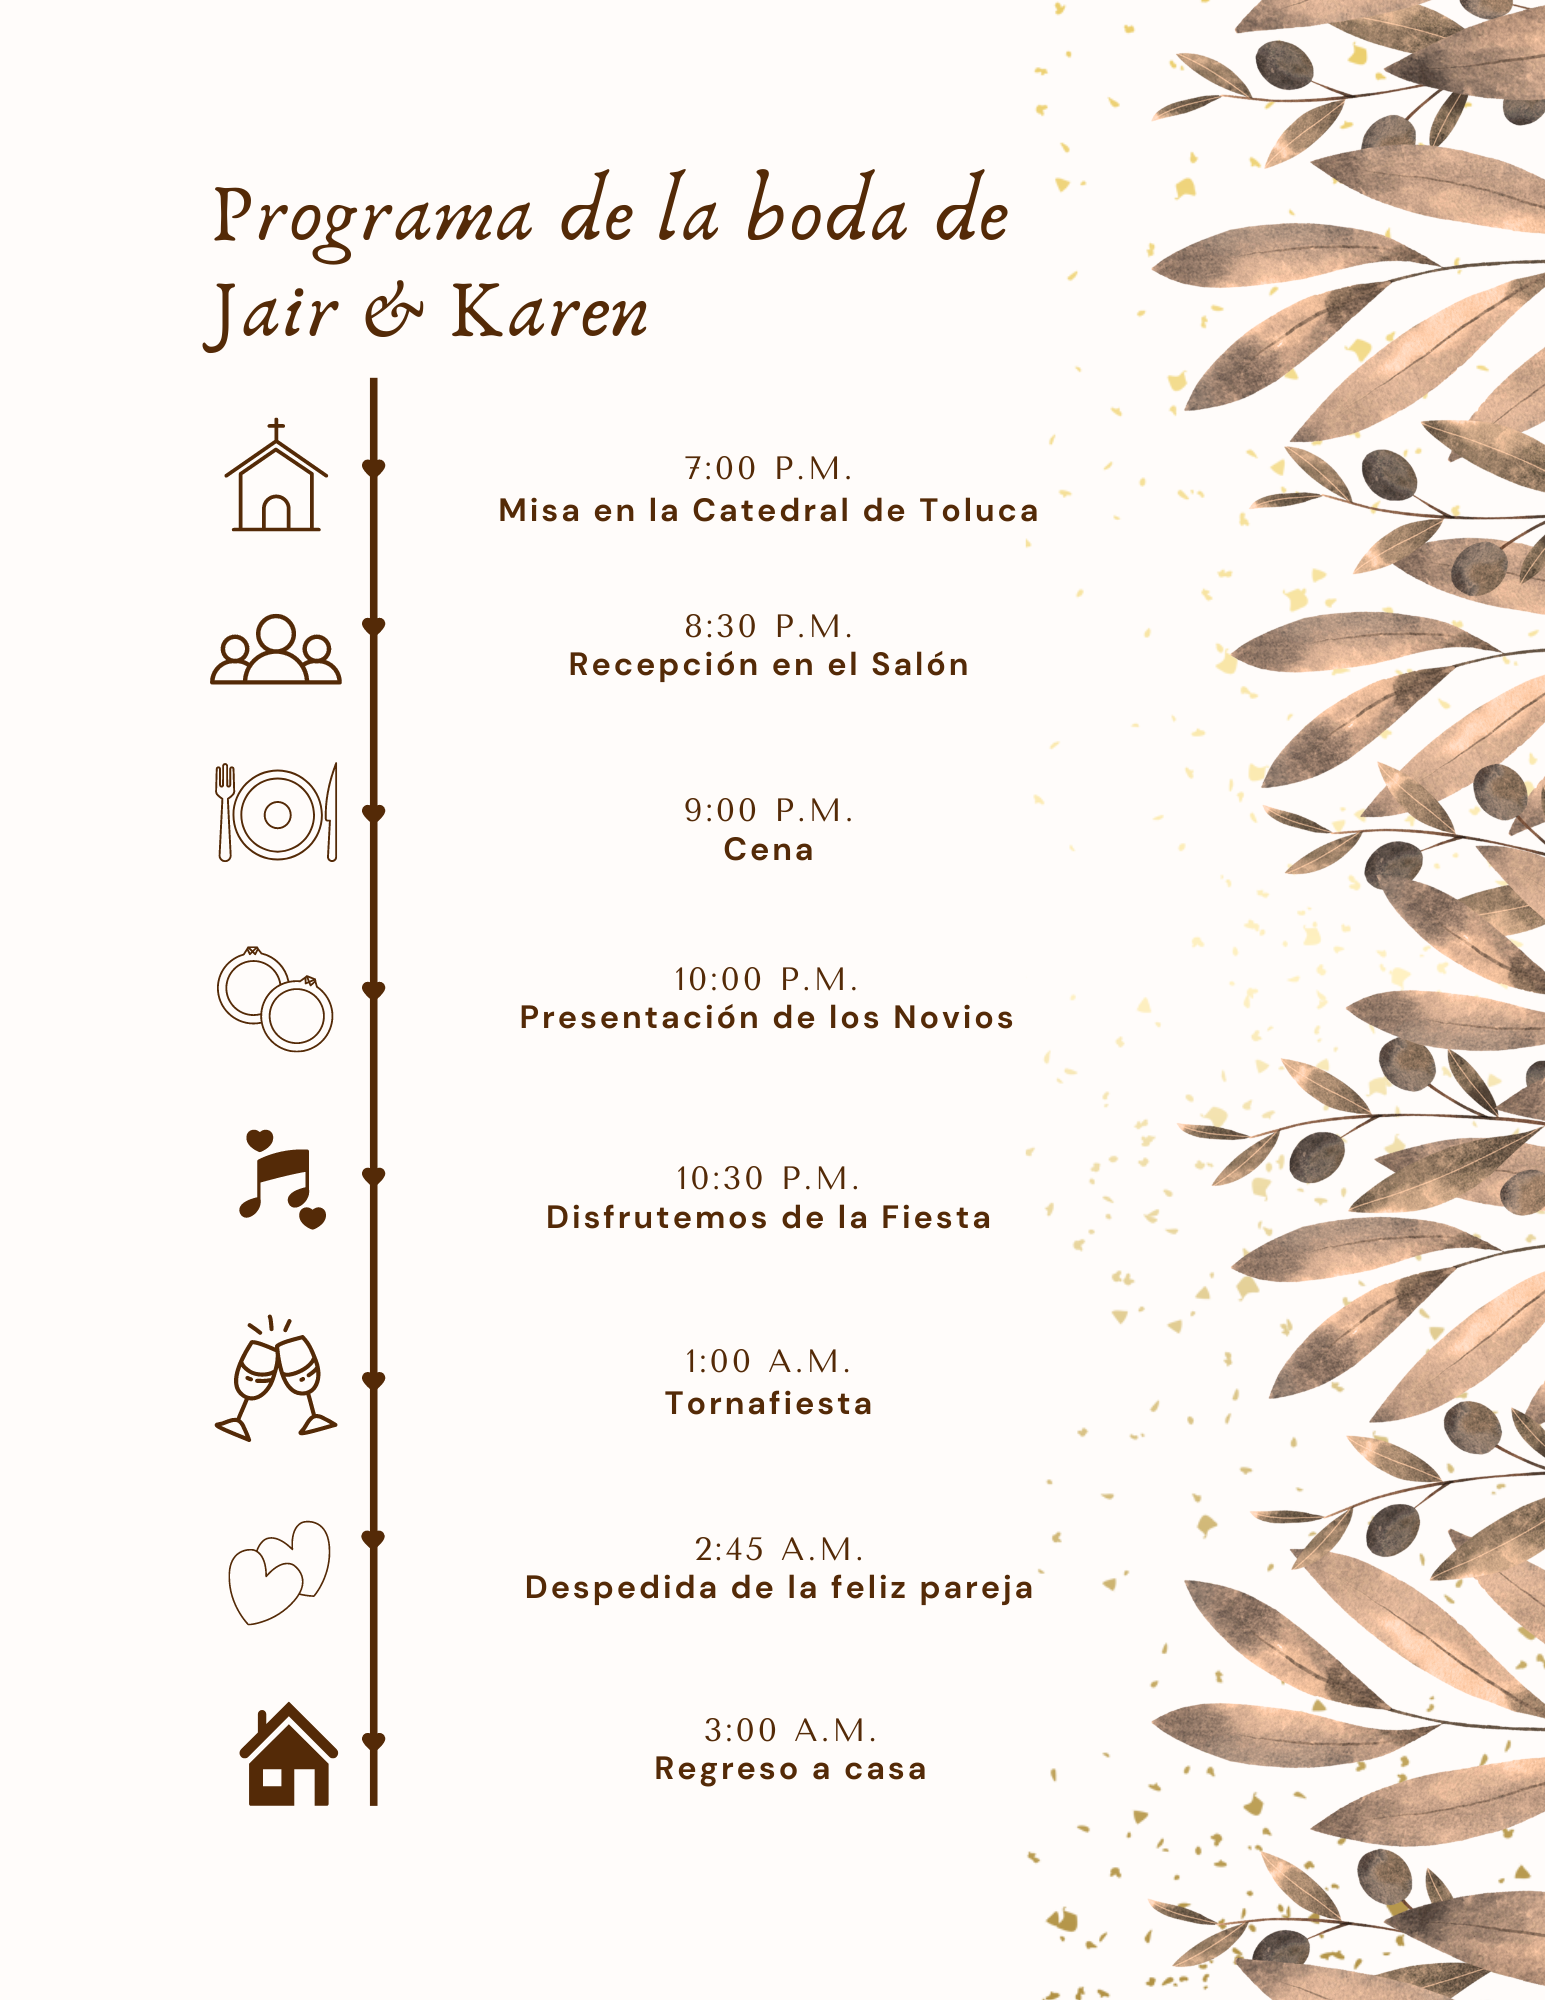 Programa de la boda de
Jair & Karen
7:00 P.M.
Misa en la Catedral de Toluca
8:30 P.M.
Recepción en el Salón
9:00 P.M.
Cena
10:00 P.M.
Presentación de los Novios
10:30 P.M.
Disfrutemos de la Fiesta
1:00 A.M.
Tornafiesta
2:45 A.M.
Despedida de la feliz pareja
3:00 A.M.
Regreso a casa